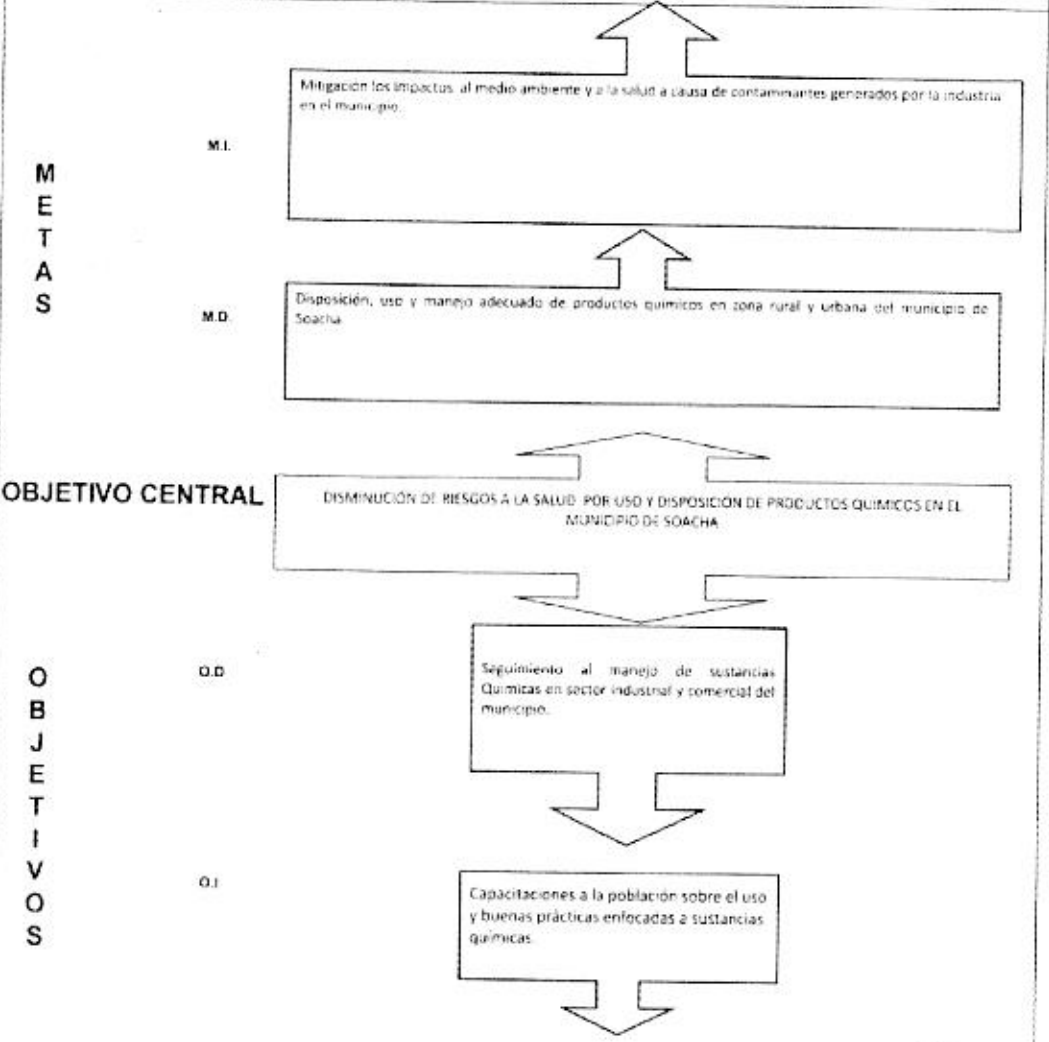 Mitigación los impactos, al medio ambiente y a la salud a causa de contaminantes generados por la industria
en el municipio.
M.I.
METAS
Disposición, uso y manejo adecuado de productos químicos en zona rural y urbana del municipio de
Soacha
M.D.
OBJETIVO CENTRAL
DISMINUCIÓN DE RIESGOS A LA SALUD POR USO Y DISPOSICIÓN DE PRODUCTOS QUIMICOS EN EL
MUNICIPIO DE SOACHA
OBJETIVOS
O.D
Seguimiento al manejo de sustancias
Quimicas en sector industrial y comercial del
municipio.
O.I
Capacitaciones a la población sobre el uso
y buenas prácticas enfocadas a sustancias
químicas.